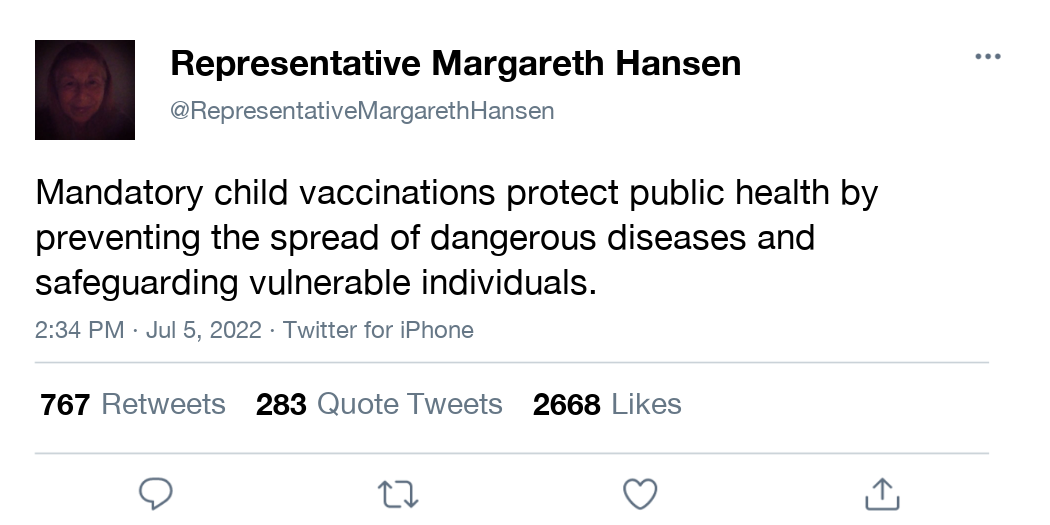 Representative Margareth Hansen
@RepresentativeMargarethHansen
Mandatory child vaccinations protect public health by
preventing the spread of dangerous diseases and
safeguarding vulnerable individuals.
2:34 PM · Jul 5, 2022 · Twitter for iPhone
767 Retweets 283 Quote Tweets 2668 Likes